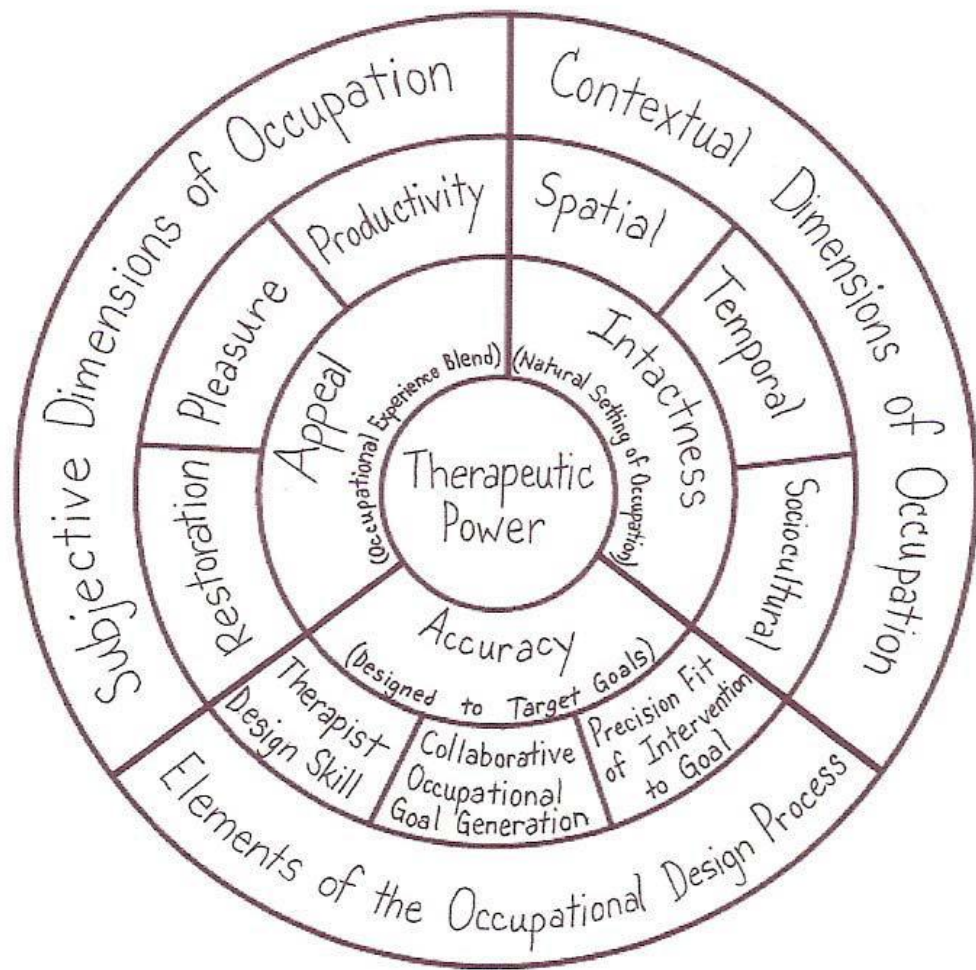 Subjective Dimensions of Occupation
Contextual Dimensions of Occupation
Elements of the Occupational Design Process
Productivity
Pleasure
Restoration
Spatial
Temporal
Sociocultural
Therapist
Design Skill
Collaborative
Occupational
Goal Generation
Precision Fit
of Intervention
to Goal
Appeal
(Occupational Experience Blend)
Intactness
(Natural Setting of Occupation)
Accuracy
(Designed to Target Goals)
Therapeutic
Power